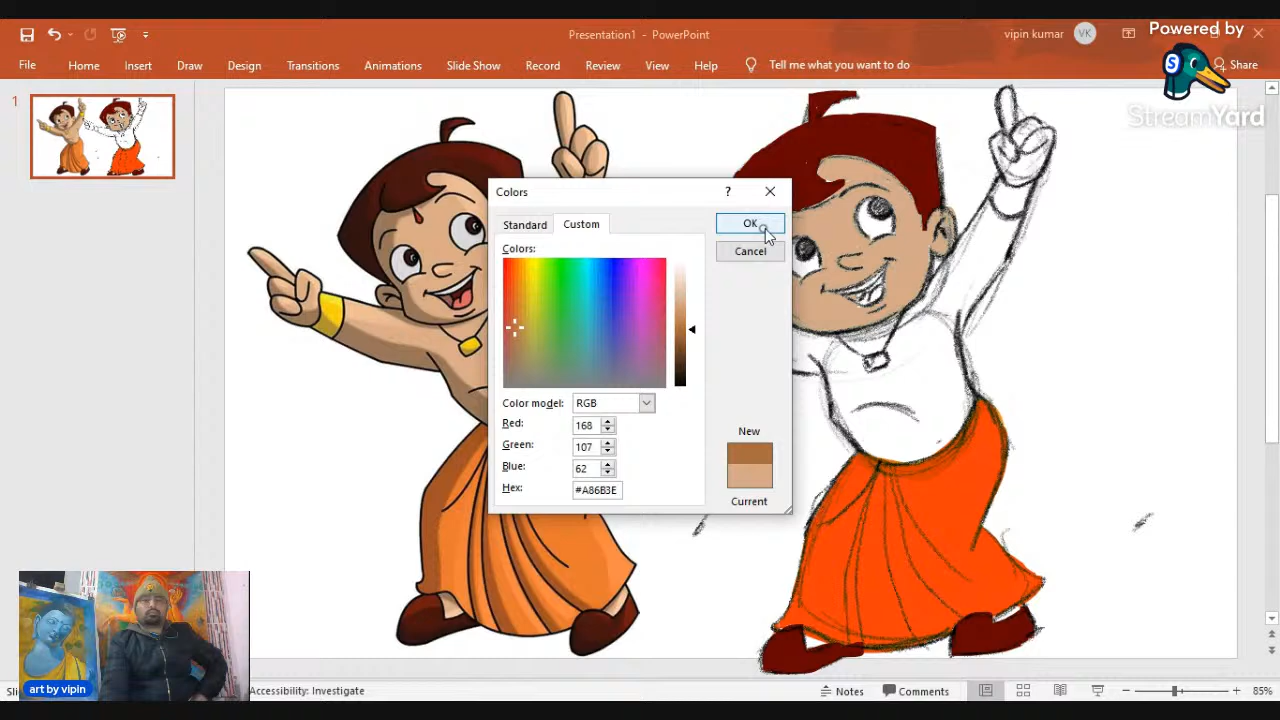 Presentation1 - PowerPoint
vipin kumar
VK
Powered by
S
StreamYard
File
Home
Insert
Draw
Design
Transitions
Animations
Slide Show
Record
Review
View
Help
Tell me what you want to do
Share
1
Colors
?
Standard
Custom
OK
Cancel
Colors:
Color model:
RGB
Red:
168
Green:
107
Blue:
62
Hex:
#A86B3E
New
Current
art by vipin
Accessibility: Investigate
Notes
Comments
85%